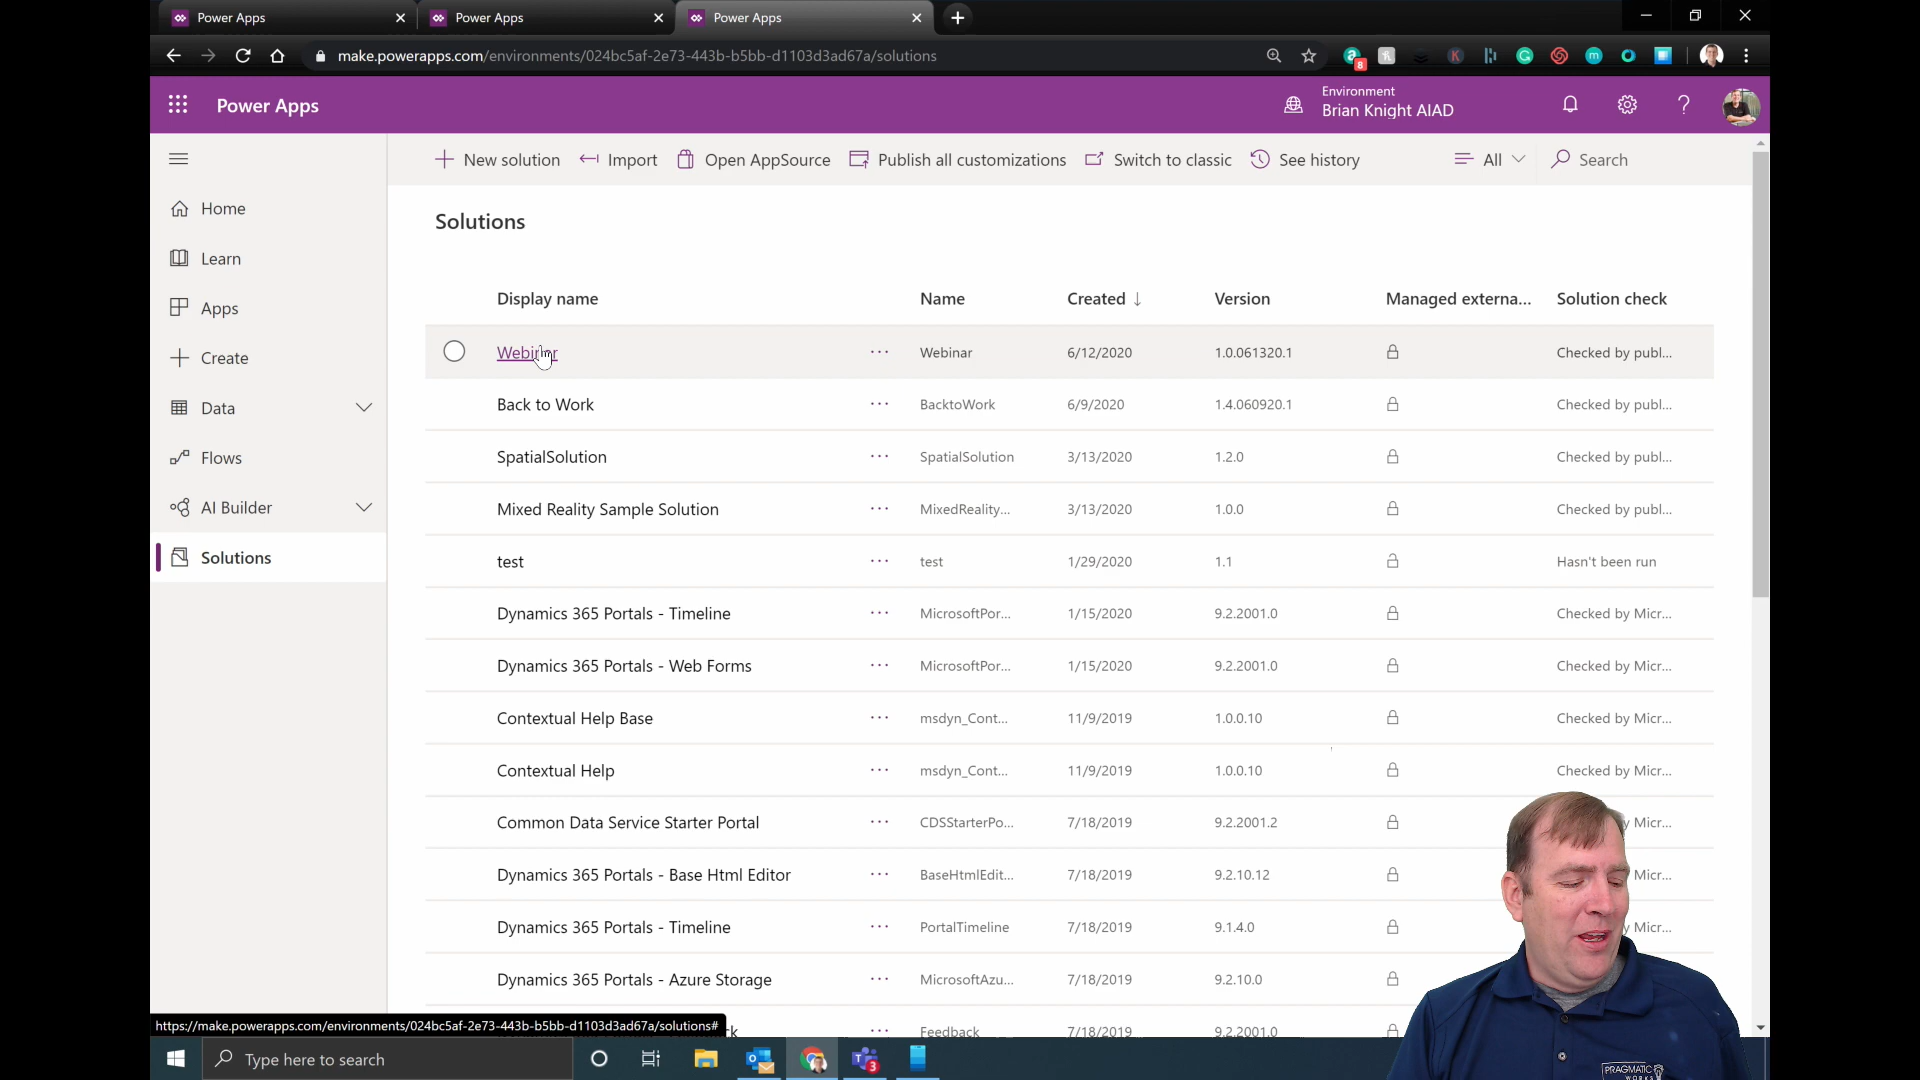 Power Apps
Power Apps
Power Apps
make.powerapps.com/environments/024bc5af-2e73-443b-b5bb-d1103d3ad67a/solutions
8
Power Apps
Environment
Brian Knight AIAD
New solution
Import
Open AppSource
Publish all customizations
Switch to classic
See history
All
Search
Home
Learn
Apps
Create
Data
Flows
AI Builder
Solutions
Solutions
Display name Name Created Version Managed externa... Solution check
Webinar Webinar 6/12/2020 1.0.061320.1 Checked by publ...
Back to Work BacktoWork 6/9/2020 1.4.060920.1 Checked by publ...
SpatialSolution SpatialSolution 3/13/2020 1.2.0 Checked by publ...
Mixed Reality Sample Solution MixedReality... 3/13/2020 1.0.0 Checked by publ...
test test 1/29/2020 1.1 Hasn't been run
Dynamics 365 Portals - Timeline MicrosoftPor... 1/15/2020 9.2.2001.0 Checked by Micr...
Dynamics 365 Portals - Web Forms MicrosoftPor... 1/15/2020 9.2.2001.0 Checked by Micr...
Contextual Help Base msdyn_Cont... 11/9/2019 1.0.0.10 Checked by Micr...
Contextual Help msdyn_Cont... 11/9/2019 1.0.0.10 Checked by Micr...
Common Data Service Starter Portal CDSStarterPo... 7/18/2019 9.2.2001.2 y Micr...
Dynamics 365 Portals - Base Html Editor BaseHtmlEdit... 7/18/2019 9.2.10.12 Micr...
Dynamics 365 Portals - Timeline PortalTimeline 7/18/2019 9.1.4.0 y Micr...
Dynamics 365 Portals - Azure Storage MicrosoftAzu... 7/18/2019 9.2.10.0 Micr...
Feedback 7/18/2019 9.2.2001.0
https://make.powerapps.com/environments/024bc5af-2e73-443b-b5bb-d1103d3ad67a/solutions#
Type here to search
3
PRAGMATIC
WORKS